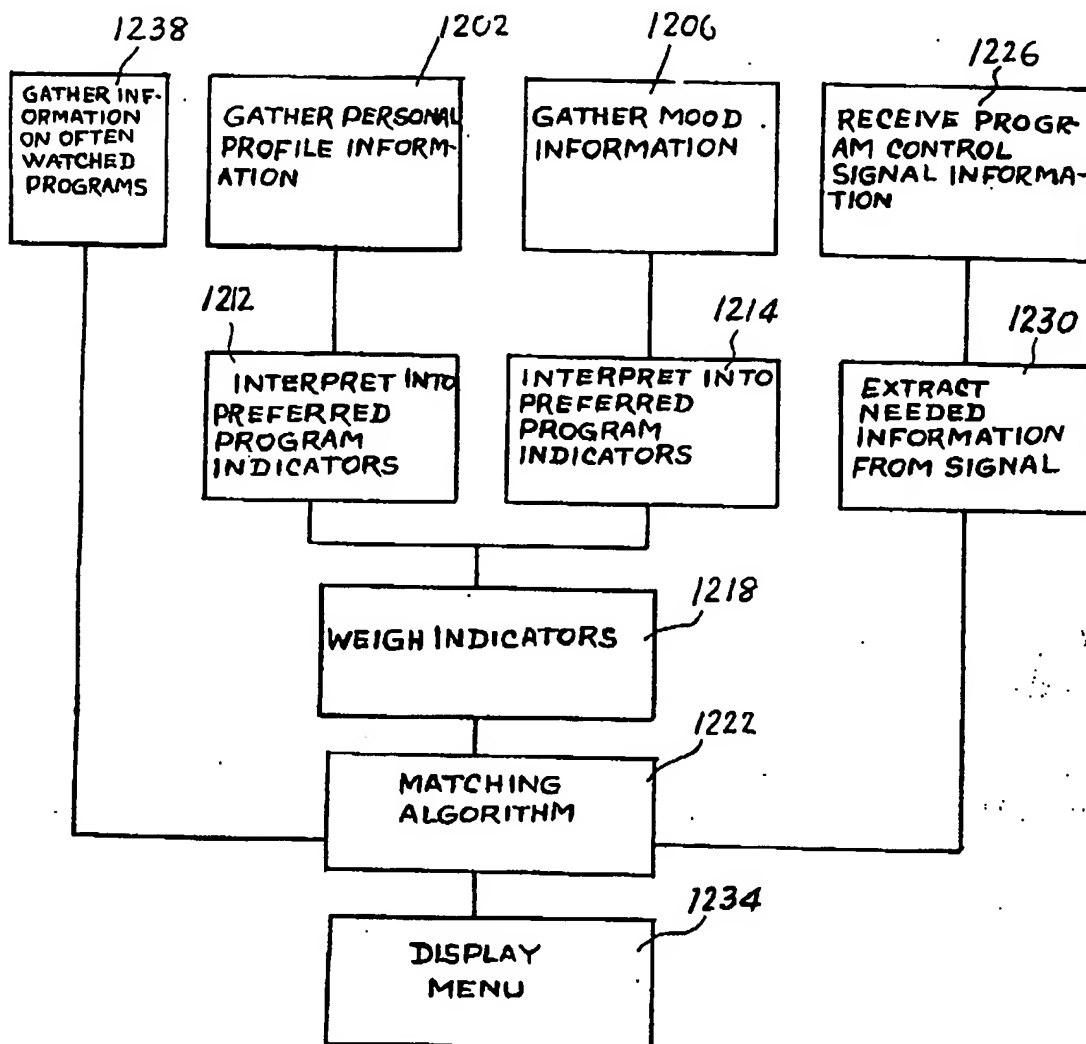 1238
1202
1206
1226
GATHER INF-
ORMATION
ON OFTEN
WATCHED
PROGRAMS
GATHER PERSONAL
PROFILE INFORM-
ATION
GATHER MOOD
INFORMATION
RECEIVE PROGR-
AM CONTROL
SIGNAL INFORMA-
TION
1212
1214
1230
INTERPRET INTO
PREFERRED
PROGRAM
INDICATORS
INTERPRET INTO
PREFERRED
PROGRAM
INDICATORS
EXTRACT
NEEDED
INFORMATION
FROM SIGNAL
1218
WEIGH INDICATORS
1222
MATCHING
ALGORITHM
1234
DISPLAY
MENU